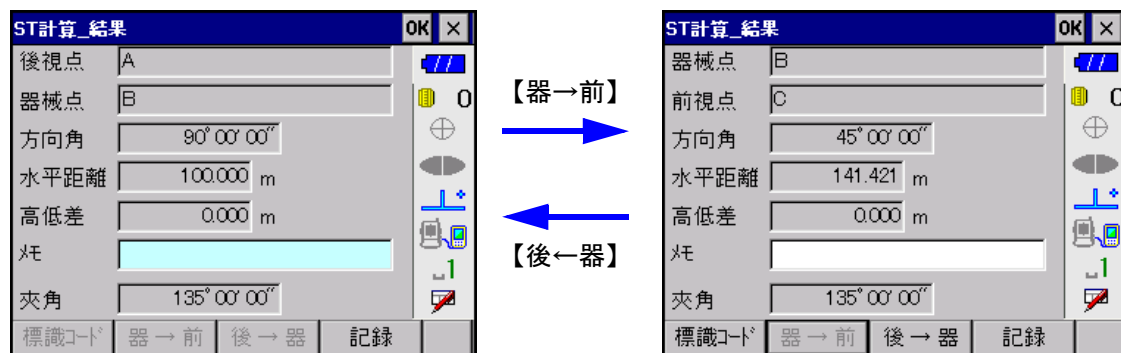 ST計算_結果 OK ×
後視点 A
器械点 B
0
方向角 90°00′00″
水平距離 100.000 m
高低差 0.000 m
メモ
1
夾角 135°00′00″
標識コード 器→前 後→器 記録
【器→前】
【後←器】
ST計算_結果 OK ×
器械点 B
前視点 C
0
方向角 45°00′00″
水平距離 141.421 m
高低差 0.000 m
メモ
1
夾角 135°00′00″
標識コード 器→前 後→器 記録